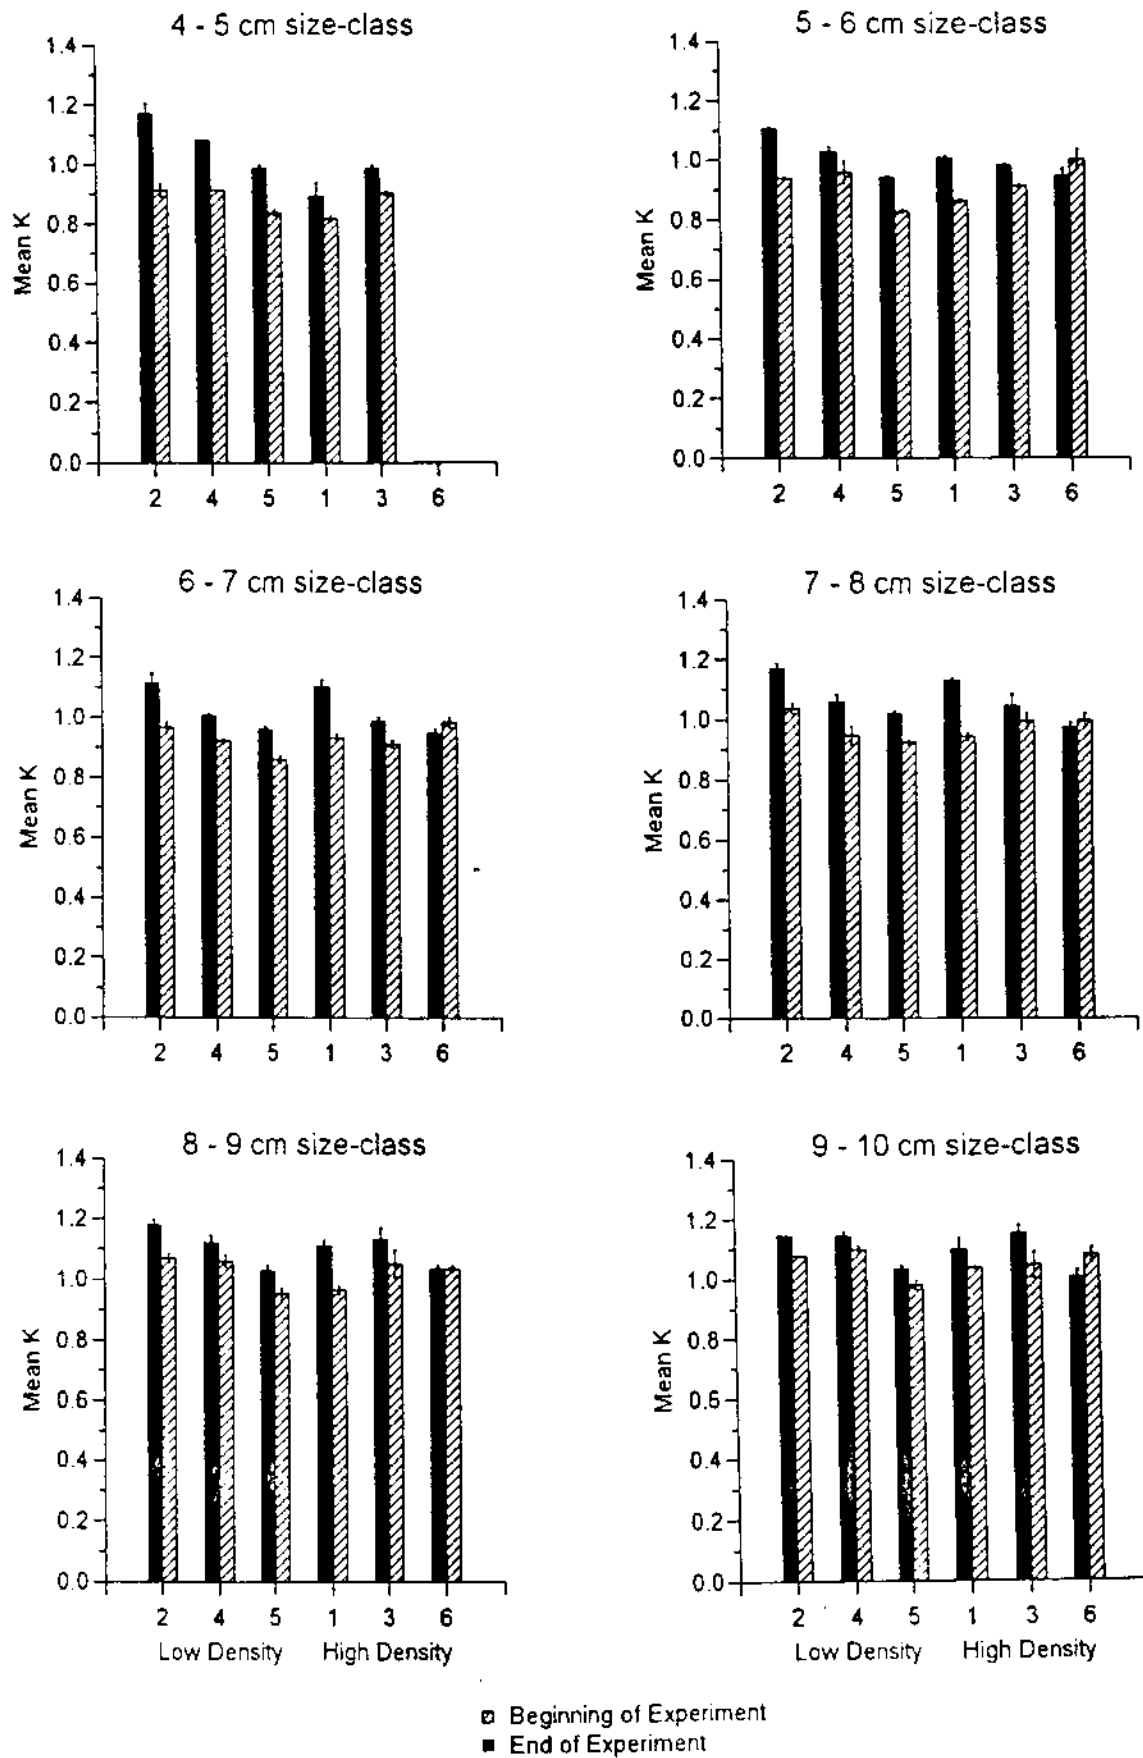 4 - 5 cm size-class
1.4
1.2
1.0
0.8
0.6
0.4
0.2
0.0
Mean K
2 4 5 1 3 6
5 - 6 cm size-class
1.4
1.2
1.0
0.8
0.6
0.4
0.2
0.0
Mean K
2 4 5 1 3 6
6 - 7 cm size-class
1.4
1.2
1.0
0.8
0.6
0.4
0.2
0.0
Mean K
2 4 5 1 3 6
7 - 8 cm size-class
1.4
1.2
1.0
0.8
0.6
0.4
0.2
0.0
Mean K
2 4 5 1 3 6
8 - 9 cm size-class
1.4
1.2
1.0
0.8
0.6
0.4
0.2
0.0
Mean K
2 4 5 1 3 6
Low Density High Density
9 - 10 cm size-class
1.4
1.2
1.0
0.8
0.6
0.4
0.2
0.0
Mean K
2 4 5 1 3 6
Low Density High Density
Beginning of Experiment
End of Experiment